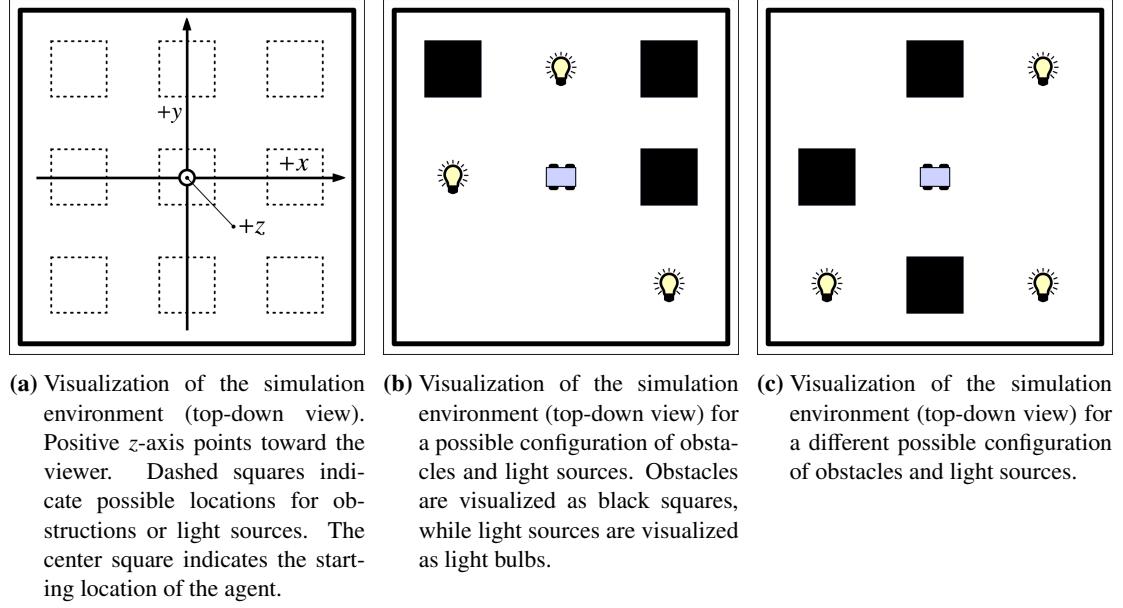 +y
+x
+z
(a) Visualization of the simulation
environment (top-down view).
Positive z-axis points toward the
viewer. Dashed squares indi-
cate possible locations for ob-
structions or light sources. The
center square indicates the start-
ing location of the agent.
(b) Visualization of the simulation
environment (top-down view) for
a possible configuration of obsta-
cles and light sources. Obstacles
are visualized as black squares,
while light sources are visualized
as light bulbs.
(c) Visualization of the simulation
environment (top-down view) for
a different possible configuration
of obstacles and light sources.